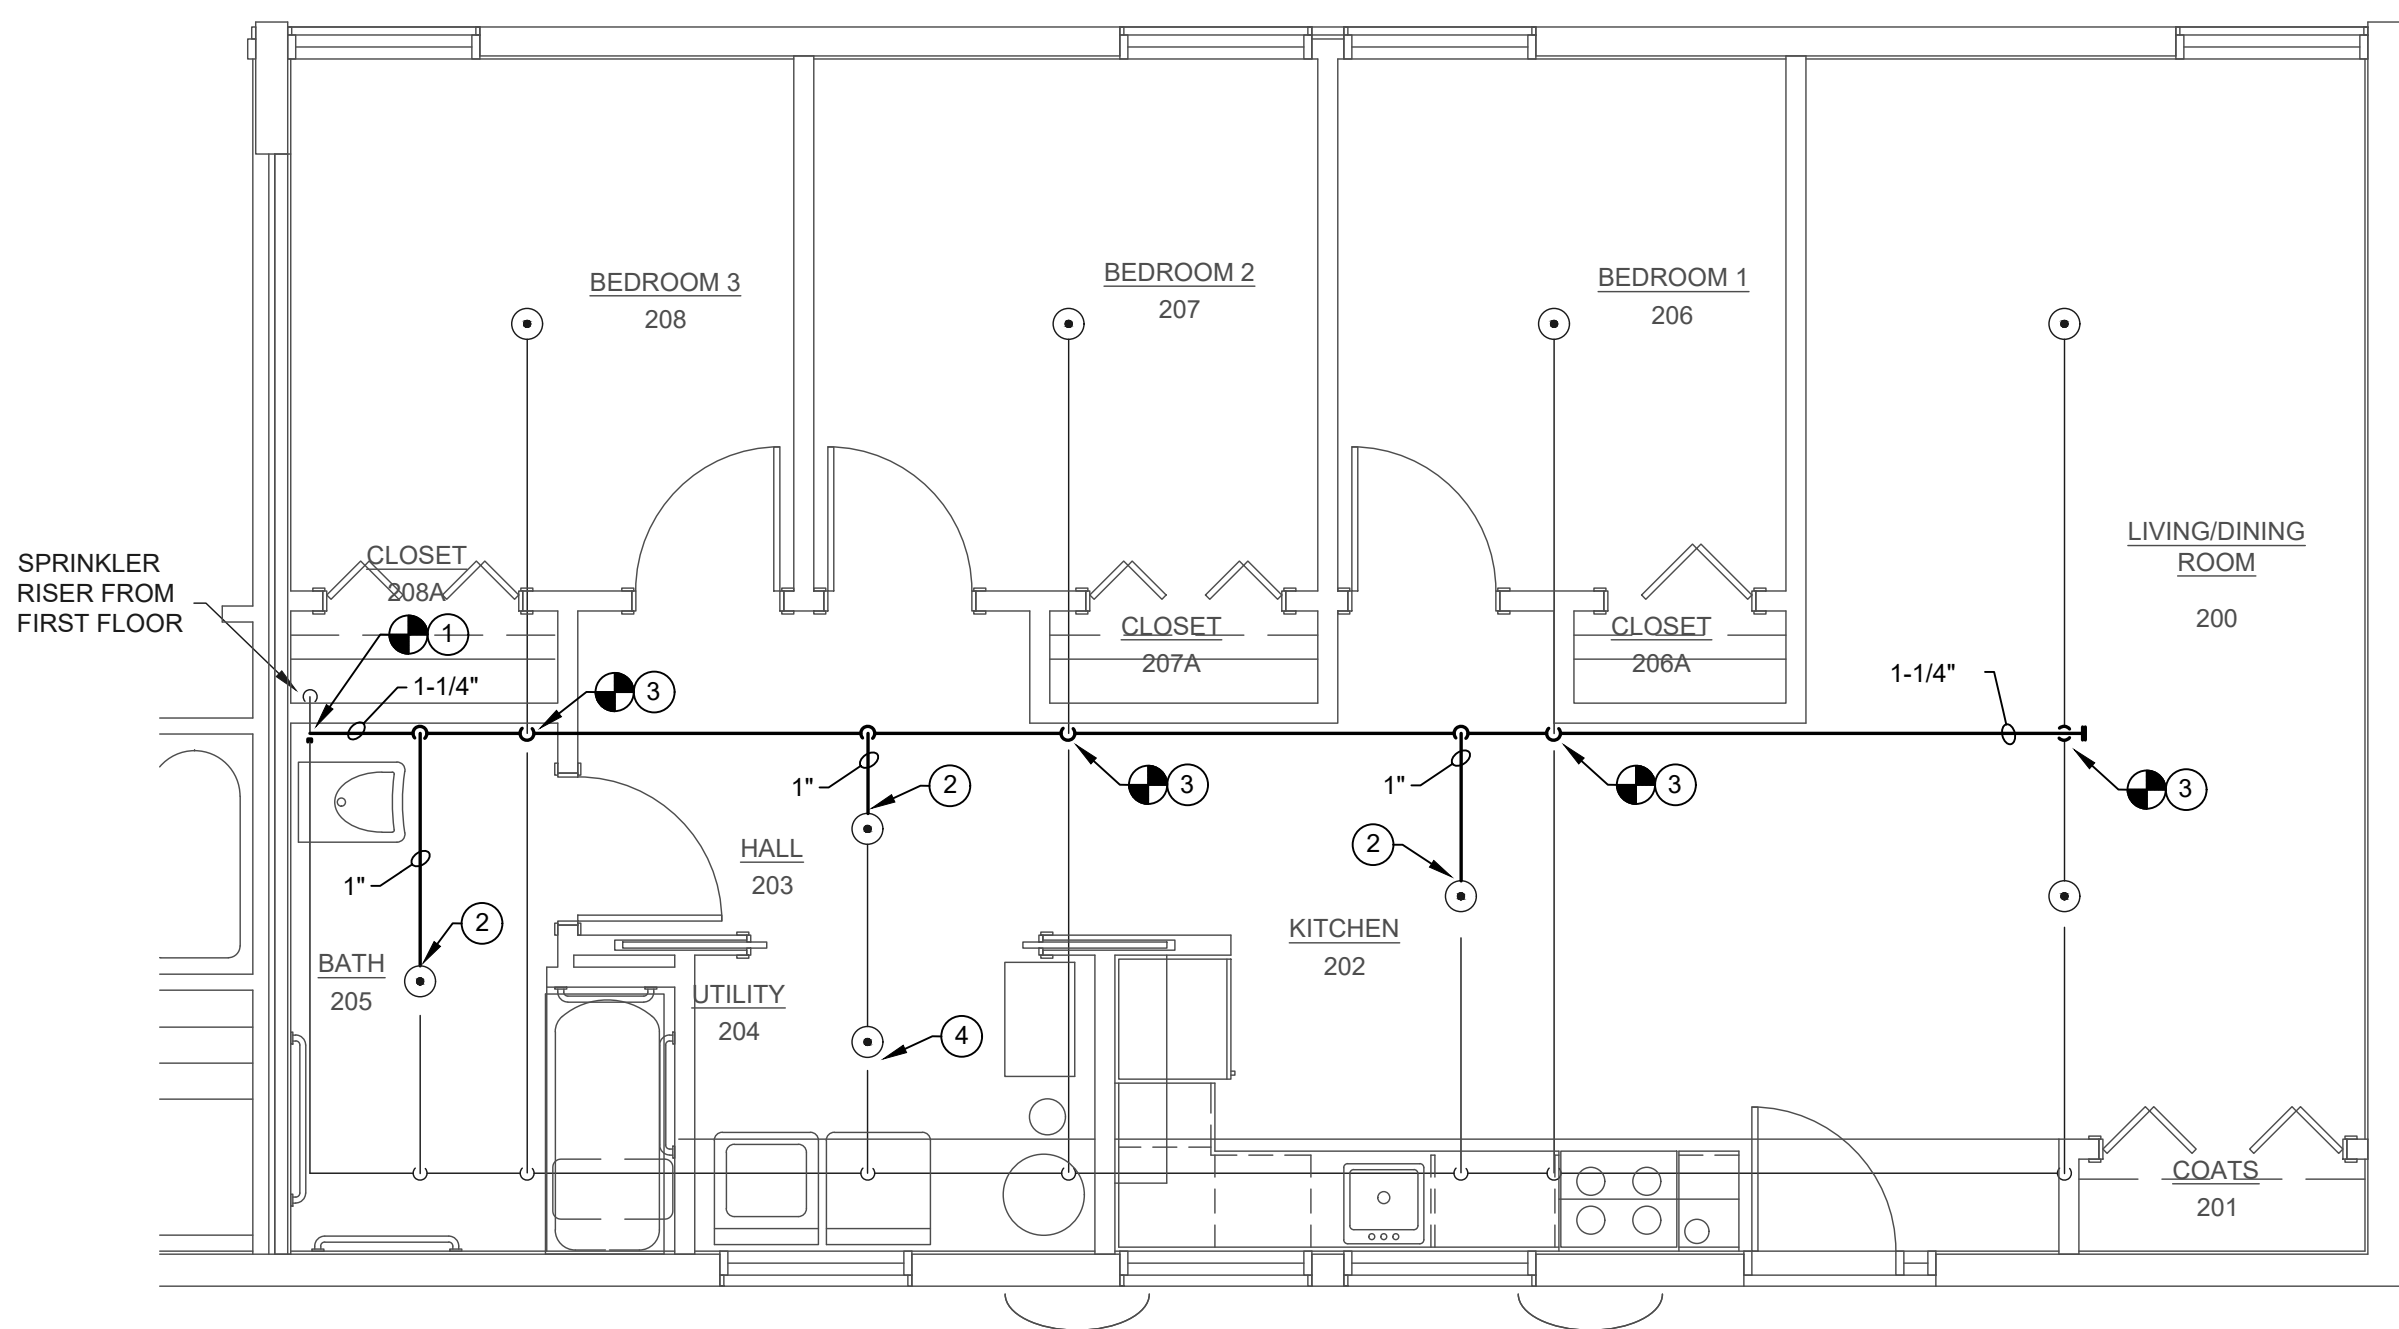 BEDROOM 3
208
BEDROOM 2
207
BEDROOM 1
206
LIVING/DINING
ROOM
200
SPRINKLER
RISER FROM
FIRST FLOOR
CLOSET
208A
1
1-1/4"
3
CLOSET
207A
CLOSET
206A
1-1/4"
1"
2
3
1"
3
3
2
HALL
203
1"
2
BATH
205
UTILITY
204
4
KITCHEN
202
COATS
201